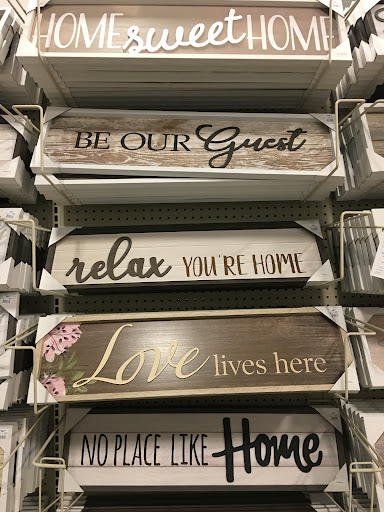 HOME sweet HOME
BE OUR Guest
relax YOU'RE HOME
Love lives here
NO PLACE LIKE Home